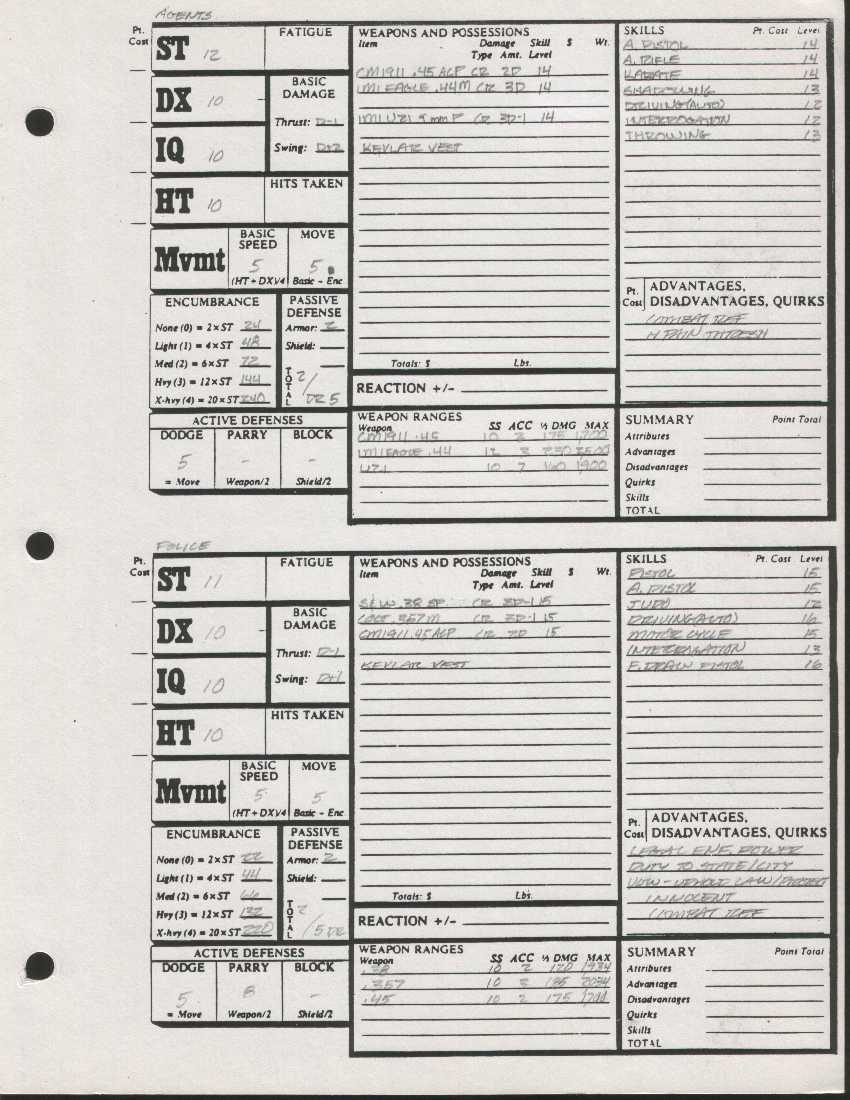 AGENTS
Pt. Cost
ST 12
FATIGUE
DX 10
BASIC DAMAGE
Thrust: D-1
Swing: D+2
IQ 10
HT 10
HITS TAKEN
Mvmt
BASIC SPEED
5
(HT+DX)/4
MOVE
5
Basic - Enc
ENCUMBRANCE
None (0) = 2×ST 24
Light (1) = 4×ST 48
Med (2) = 6×ST 72
Hvy (3) = 12×ST 144
X-hvy (4) = 20×ST 240
PASSIVE DEFENSE
Armor: 2
Shield:
TOTAL 2/DR 5
ACTIVE DEFENSES
DODGE PARRY BLOCK
5 - -
= Move Weapon/2 Shield/2
WEAPONS AND POSSESSIONS
Item Damage Skill $ Wt.
Type Amt. Level
CM1911 .45ACP CR 2D 14
IMI EAGLE .44M CR 3D 14
IMI UZI 9mm P CR 3D-1 14
KEVLAR VEST
Totals: $ Lbs.
REACTION +/-
WEAPON RANGES
Weapon SS ACC ½ DMG MAX
CM1911 .45 10 2 175 1,700
IMI EAGLE .44 12 3 250 2,500
UZI 10 7 160 1,900
SKILLS Pt. Cost Level
A. PISTOL 14
A. RIFLE 14
KARATE 14
SHADOWING 13
DRIVING (AUTO) 12
INTERROGATION 12
THROWING 13
Pt. Cost
ADVANTAGES, DISADVANTAGES, QUIRKS
COMBAT REF
H PAIN THRESH
SUMMARY Point Total
Attributes
Advantages
Disadvantages
Quirks
Skills
TOTAL
POLICE
Pt. Cost
ST 11
FATIGUE
DX 10
BASIC DAMAGE
Thrust: D-1
Swing: D+1
IQ 10
HT 10
HITS TAKEN
Mvmt
BASIC SPEED
5
(HT+DX)/4
MOVE
5
Basic - Enc
ENCUMBRANCE
None (0) = 2×ST 22
Light (1) = 4×ST 44
Med (2) = 6×ST 66
Hvy (3) = 12×ST 132
X-hvy (4) = 20×ST 220
PASSIVE DEFENSE
Armor: 2
Shield:
TOTAL 2/5 DR
ACTIVE DEFENSES
DODGE PARRY BLOCK
5 8 -
= Move Weapon/2 Shield/2
WEAPONS AND POSSESSIONS
Item Damage Skill $ Wt.
Type Amt. Level
S&W .38 SP CR 2D-1 15
COLT .357M CR 3D-1 15
CM1911 .45ACP CR 2D 15
KEVLAR VEST
Totals: $ Lbs.
REACTION +/-
WEAPON RANGES
Weapon SS ACC ½ DMG MAX
.38 10 2 120 1934
.357 10 3 185 2034
.45 10 2 175 1700
SKILLS Pt. Cost Level
PISTOL 15
A. PISTOL 15
JUDO 12
DRIVING (AUTO) 16
MOTORCYCLE 15
INTERROGATION 13
F. DRAW PISTOL 16
Pt. Cost
ADVANTAGES, DISADVANTAGES, QUIRKS
LEGAL ENF. POWER
DUTY TO STATE/CITY
VOW - UPHOLD LAW/PROTECT
INNOCENT
COMBAT REF
SUMMARY Point Total
Attributes
Advantages
Disadvantages
Quirks
Skills
TOTAL